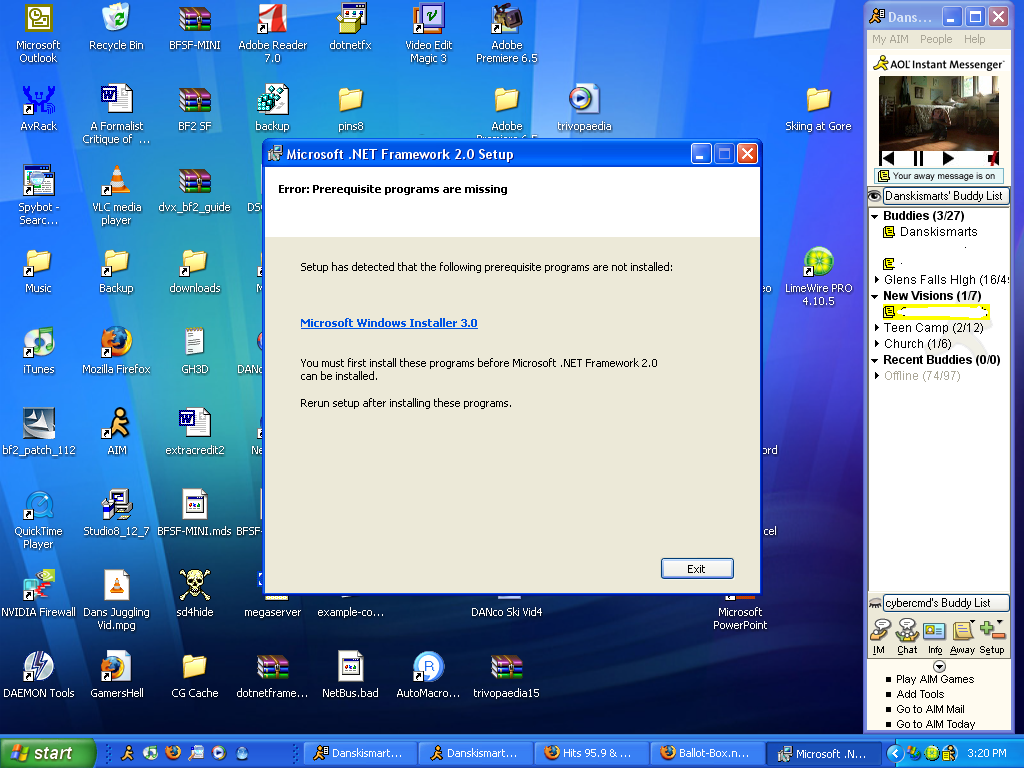 Microsoft
Outlook
Recycle Bin
BFSF-MINI
Adobe Reader
7.0
dotnetfx
Video Edit
Magic 3
Adobe
Premiere 6.5
AvRack
A Formalist
Critique of ...
BF2 SF
backup
pins8
Adobe
trivopaedia
Skiing at Gore
Spybot -
Searc...
VLC media
player
dvx_bf2_guide
Music
Backup
downloads
LimeWire PRO
4.10.5
iTunes
Mozilla Firefox
GH3D
bf2_patch_112
AIM
extracredit2
QuickTime
Player
Studio8_12_7
BFSF-MINI.mds
NVIDIA Firewall
Dans Juggling
Vid.mpg
sd4hide
megaserver
example-co...
DANco Ski Vid4
Microsoft
PowerPoint
DAEMON Tools
GamersHell
CG Cache
dotnetframe...
NetBus.bad
AutoMacro...
trivopaedia15
Microsoft .NET Framework 2.0 Setup
Error: Prerequisite programs are missing
Setup has detected that the following prerequisite programs are not installed:
Microsoft Windows Installer 3.0
You must first install these programs before Microsoft .NET Framework 2.0
can be installed.
Rerun setup after installing these programs.
Exit
Dans...
My AIM People Help
AOL Instant Messenger
Your away message is on
Danskismarts' Buddy List
Buddies (3/27)
Danskismarts
Glens Falls HIgh (16/4
New Visions (1/7)
Teen Camp (2/12)
Church (1/6)
Recent Buddies (0/0)
Offline (74/97)
cybercmd's Buddy List
IM Chat Info Away Setup
Play AIM Games
Add Tools
Go to AIM Mail
Go to AIM Today
start
Danskismart...
Danskismart...
Hits 95.9 & ...
Ballot-Box.n...
Microsoft .N...
3:20 PM